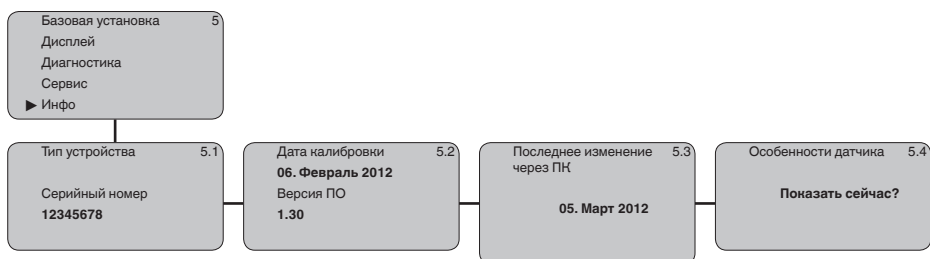 Базовая установка 5
Дисплей
Диагностика
Сервис
▶ Инфо
Тип устройства 5.1
Серийный номер
12345678
Дата калибровки 5.2
06. Февраль 2012
Версия ПО
1.30
Последнее изменение 5.3
через ПК
05. Март 2012
Особенности датчика 5.4
Показать сейчас?